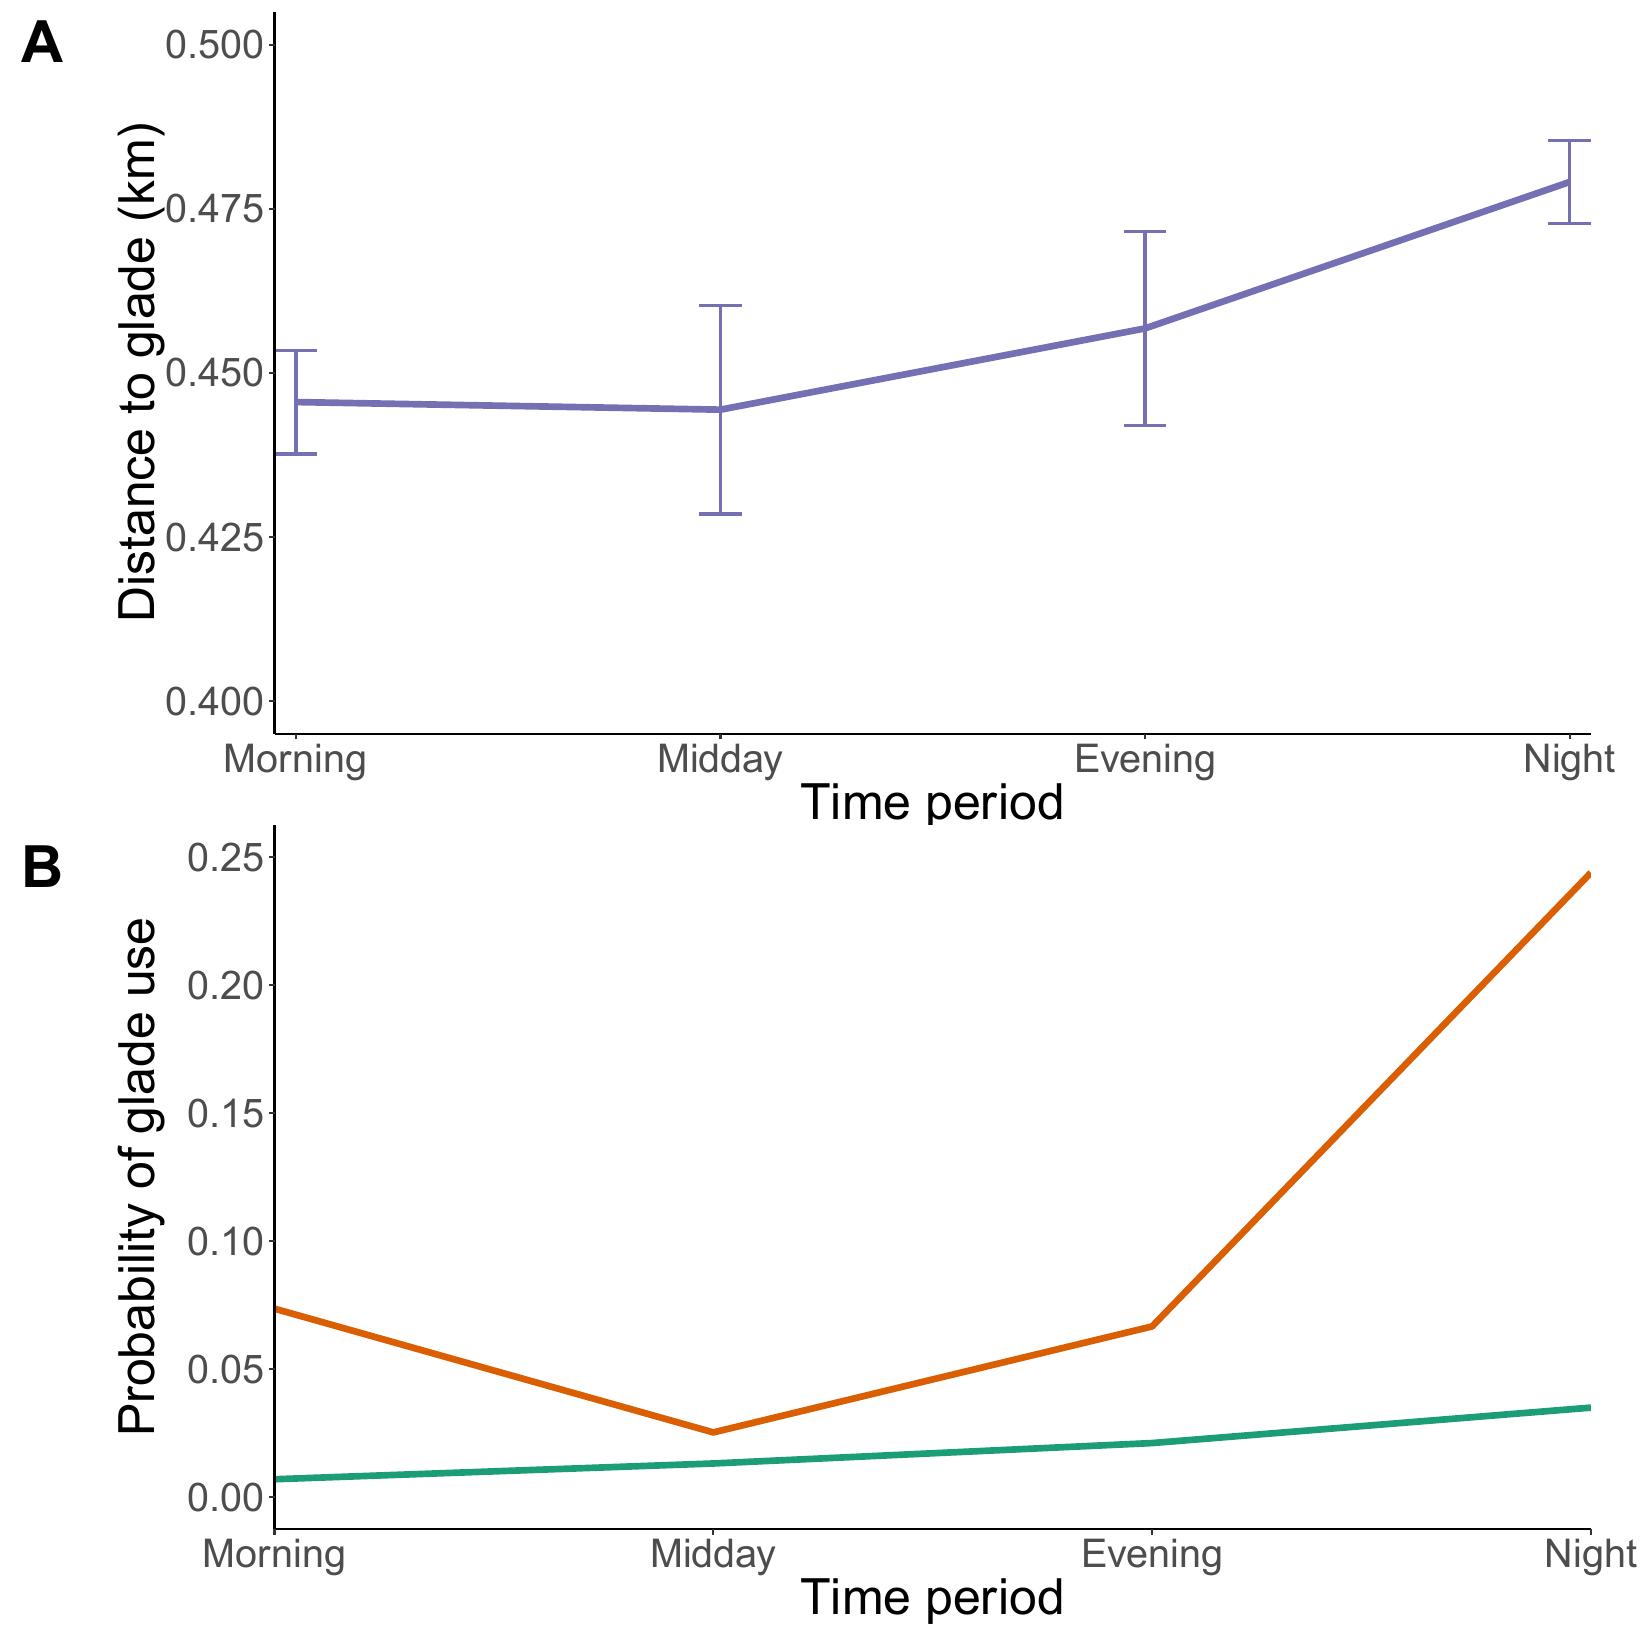 A
Distance to glade (km)
0.500
0.475
0.450
0.425
0.400
Morning Midday Evening Night
Time period
B
Probability of glade use
0.25
0.20
0.15
0.10
0.05
0.00
Morning Midday Evening Night
Time period